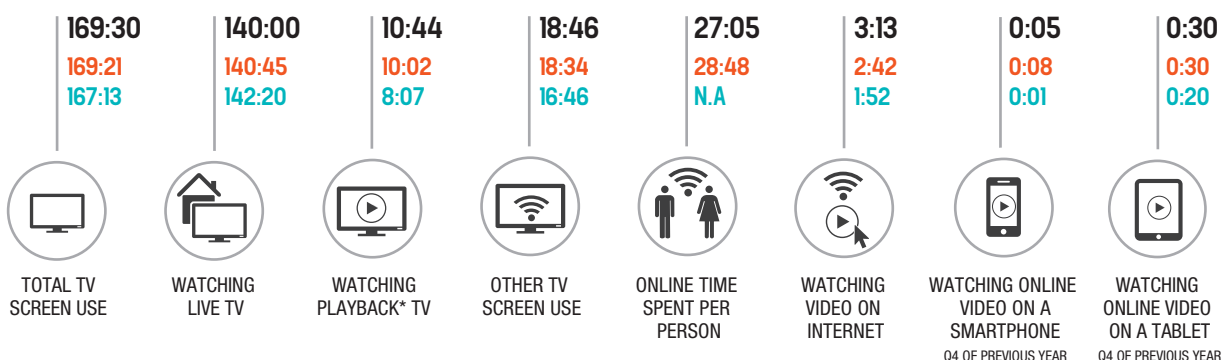 169:30 140:00 10:44 18:46 27:05 3:13 0:05 0:30
169:21 140:45 10:02 18:34 28:48 2:42 0:08 0:30
167:13 142:20 8:07 16:46 N.A 1:52 0:01 0:20
TOTAL TV
SCREEN USE
WATCHING
LIVE TV
WATCHING
PLAYBACK* TV
OTHER TV
SCREEN USE
ONLINE TIME
SPENT PER
PERSON
WATCHING
VIDEO ON
INTERNET
WATCHING ONLINE
VIDEO ON A
SMARTPHONE
Q4 OF PREVIOUS YEAR
WATCHING
ONLINE VIDEO
ON A TABLET
Q4 OF PREVIOUS YEAR